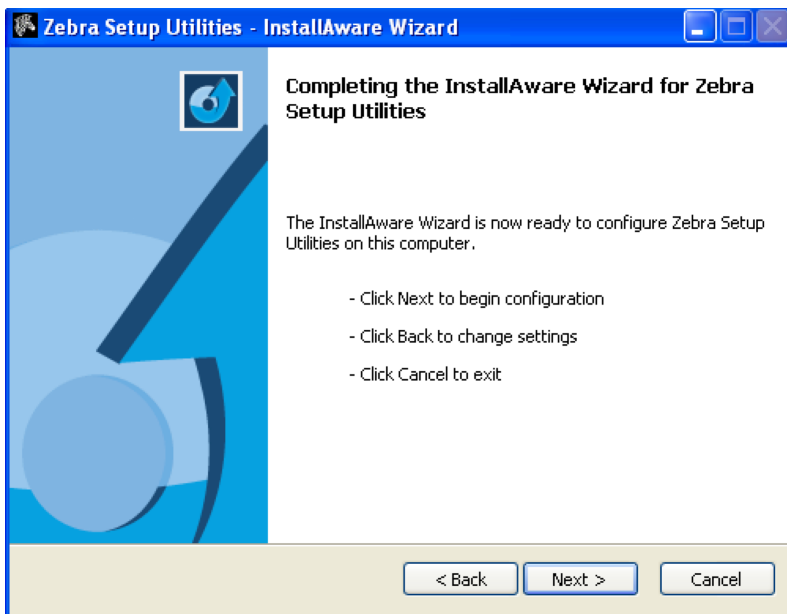 Zebra Setup Utilities - InstallAware Wizard
Completing the InstallAware Wizard for Zebra
Setup Utilities
The InstallAware Wizard is now ready to configure Zebra Setup
Utilities on this computer.
- Click Next to begin configuration
- Click Back to change settings
- Click Cancel to exit
< Back
Next >
Cancel